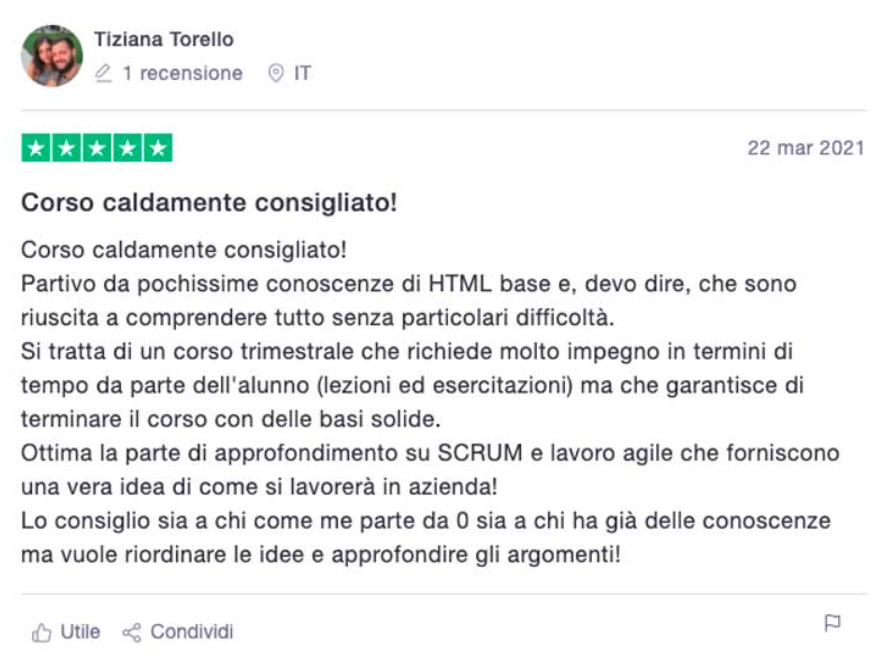 Tiziana Torello
1 recensione IT
22 mar 2021
Corso caldamente consigliato!
Corso caldamente consigliato!
Partivo da pochissime conoscenze di HTML base e, devo dire, che sono
riuscita a comprendere tutto senza particolari difficoltà.
Si tratta di un corso trimestrale che richiede molto impegno in termini di
tempo da parte dell'alunno (lezioni ed esercitazioni) ma che garantisce di
terminare il corso con delle basi solide.
Ottima la parte di approfondimento su SCRUM e lavoro agile che forniscono
una vera idea di come si lavorerà in azienda!
Lo consiglio sia a chi come me parte da 0 sia a chi ha già delle conoscenze
ma vuole riordinare le idee e approfondire gli argomenti!
Utile Condividi